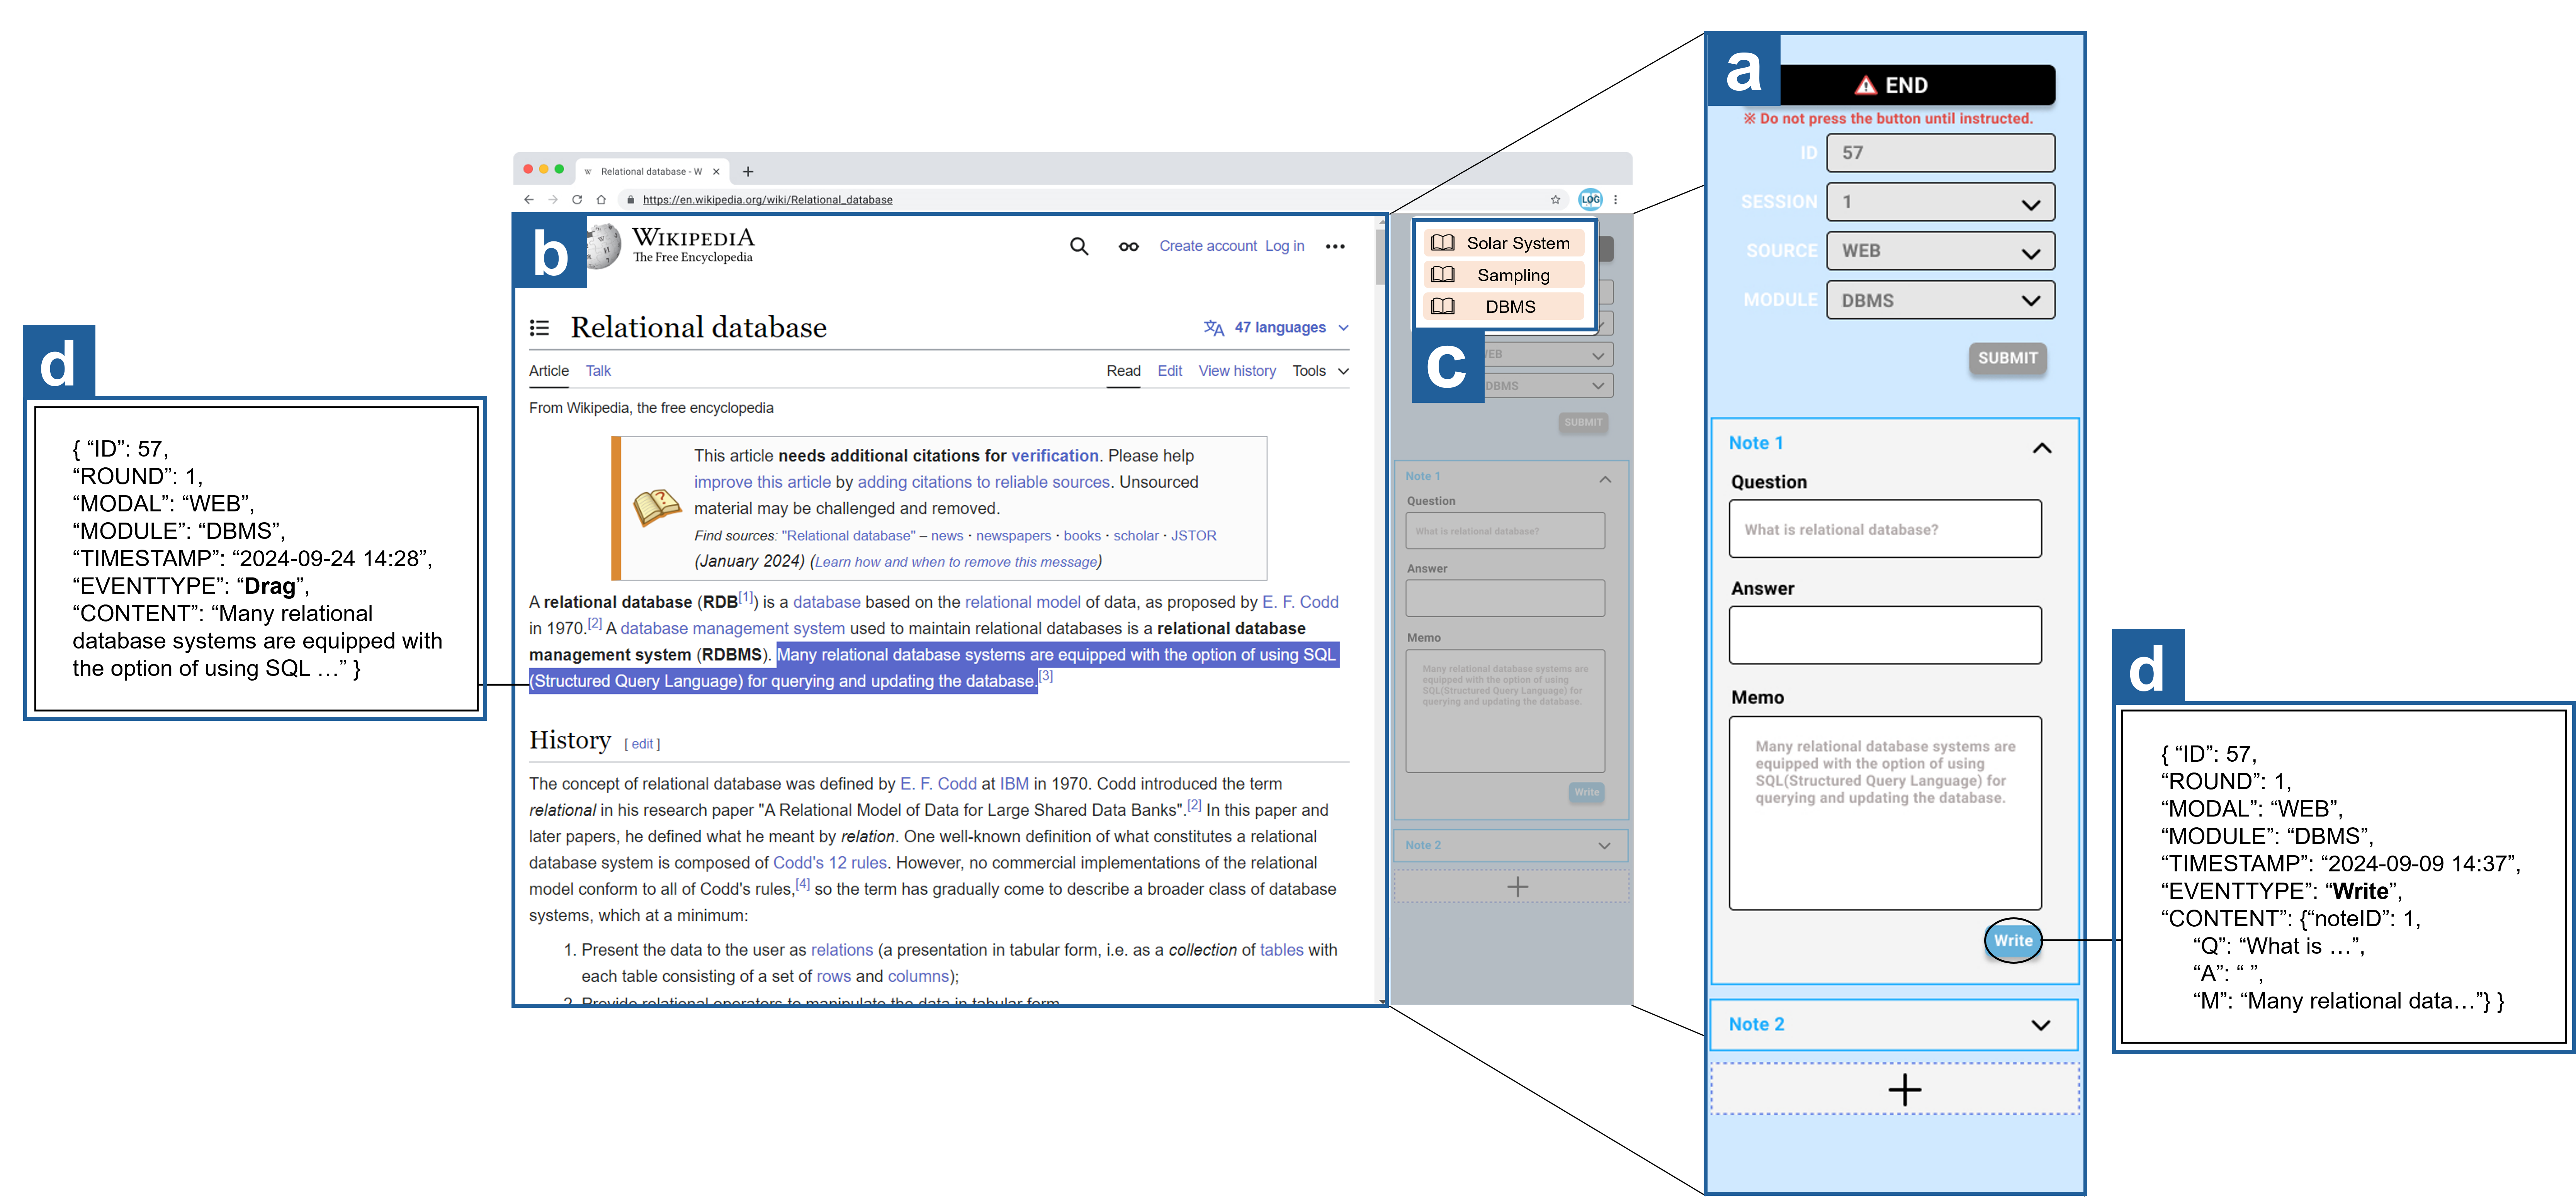 d
{ “ID”: 57,
“ROUND”: 1,
“MODAL”: “WEB”,
“MODULE”: “DBMS”,
“TIMESTAMP”: “2024-09-24 14:28”,
“EVENTTYPE”: “Drag”,
“CONTENT”: “Many relational
database systems are equipped with
the option of using SQL …” }
W Relational database - W × +
https://en.wikipedia.org/wiki/Relational_database
LOG
b
WIKIPEDIA
The Free Encyclopedia
Create account Log in •••
Relational database
47 languages
Article Talk
Read Edit View history Tools
From Wikipedia, the free encyclopedia
This article needs additional citations for verification. Please help
improve this article by adding citations to reliable sources. Unsourced
material may be challenged and removed.
Find sources: "Relational database" – news · newspapers · books · scholar · JSTOR
(January 2024) (Learn how and when to remove this message)
A relational database (RDB[1]) is a database based on the relational model of data, as proposed by E. F. Codd
in 1970.[2] A database management system used to maintain relational databases is a relational database
management system (RDBMS). Many relational database systems are equipped with the option of using SQL
(Structured Query Language) for querying and updating the database.[3]
History [ edit ]
The concept of relational database was defined by E. F. Codd at IBM in 1970. Codd introduced the term
relational in his research paper "A Relational Model of Data for Large Shared Data Banks".[2] In this paper and
later papers, he defined what he meant by relation. One well-known definition of what constitutes a relational
database system is composed of Codd's 12 rules. However, no commercial implementations of the relational
model conform to all of Codd's rules,[4] so the term has gradually come to describe a broader class of database
systems, which at a minimum:
1. Present the data to the user as relations (a presentation in tabular form, i.e. as a collection of tables with
each table consisting of a set of rows and columns);
2. Provide relational operators to manipulate the data in tabular form
Solar System
Sampling
DBMS
c
WEB
DBMS
SUBMIT
Note 1
Question
What is relational database?
Answer
Memo
Many relational database systems are
equipped with the option of using
SQL(Structured Query Language) for
querying and updating the database.
Write
Note 2
+
a
END
※ Do not press the button until instructed.
ID 57
SESSION 1
SOURCE WEB
MODULE DBMS
SUBMIT
Note 1
Question
What is relational database?
Answer
Memo
Many relational database systems are
equipped with the option of using
SQL(Structured Query Language) for
querying and updating the database.
Write
Note 2
+
d
{ “ID”: 57,
“ROUND”: 1,
“MODAL”: “WEB”,
“MODULE”: “DBMS”,
“TIMESTAMP”: “2024-09-09 14:37”,
“EVENTTYPE”: “Write”,
“CONTENT”: {“noteID”: 1,
“Q”: “What is …”,
“A”: “ ”,
“M”: “Many relational data…”} }